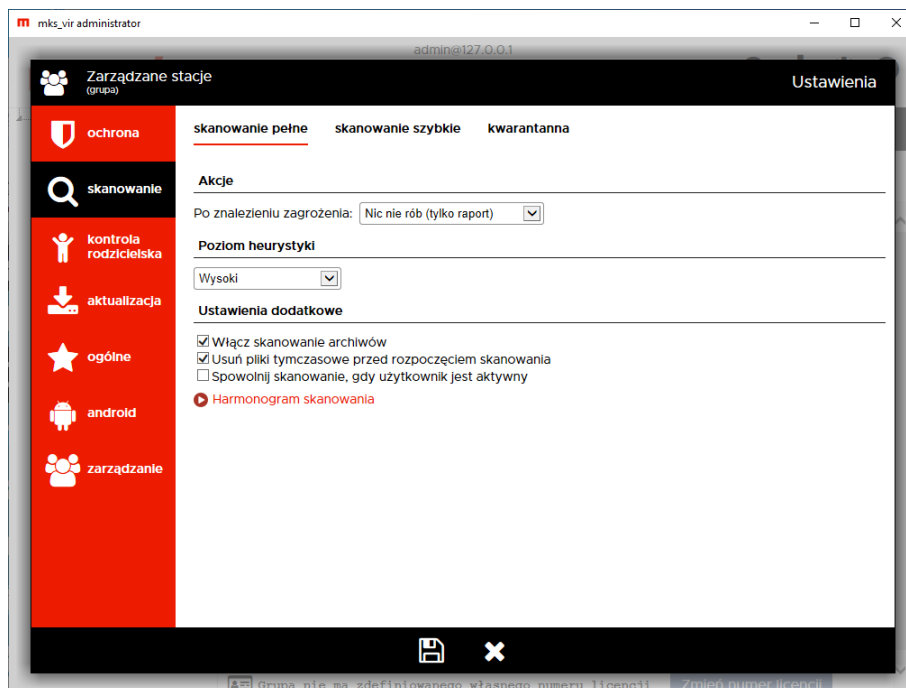 mks_vir administrator
admin@127.0.0.1
Zarządzane stacje
(grupa)
Ustawienia
ochrona
skanowanie
kontrola
rodzicielska
aktualizacja
ogólne
android
zarządzanie
skanowanie pełne
skanowanie szybkie
kwarantanna
Akcje
Po znalezieniu zagrożenia: Nic nie rób (tylko raport)
Poziom heurystyki
Wysoki
Ustawienia dodatkowe
Włącz skanowanie archiwów
Usuń pliki tymczasowe przed rozpoczęciem skanowania
Spowolnij skanowanie, gdy użytkownik jest aktywny
Harmonogram skanowania
Grupa nie ma zdefiniowanego własnego numeru licencji
Zmień numer licencji